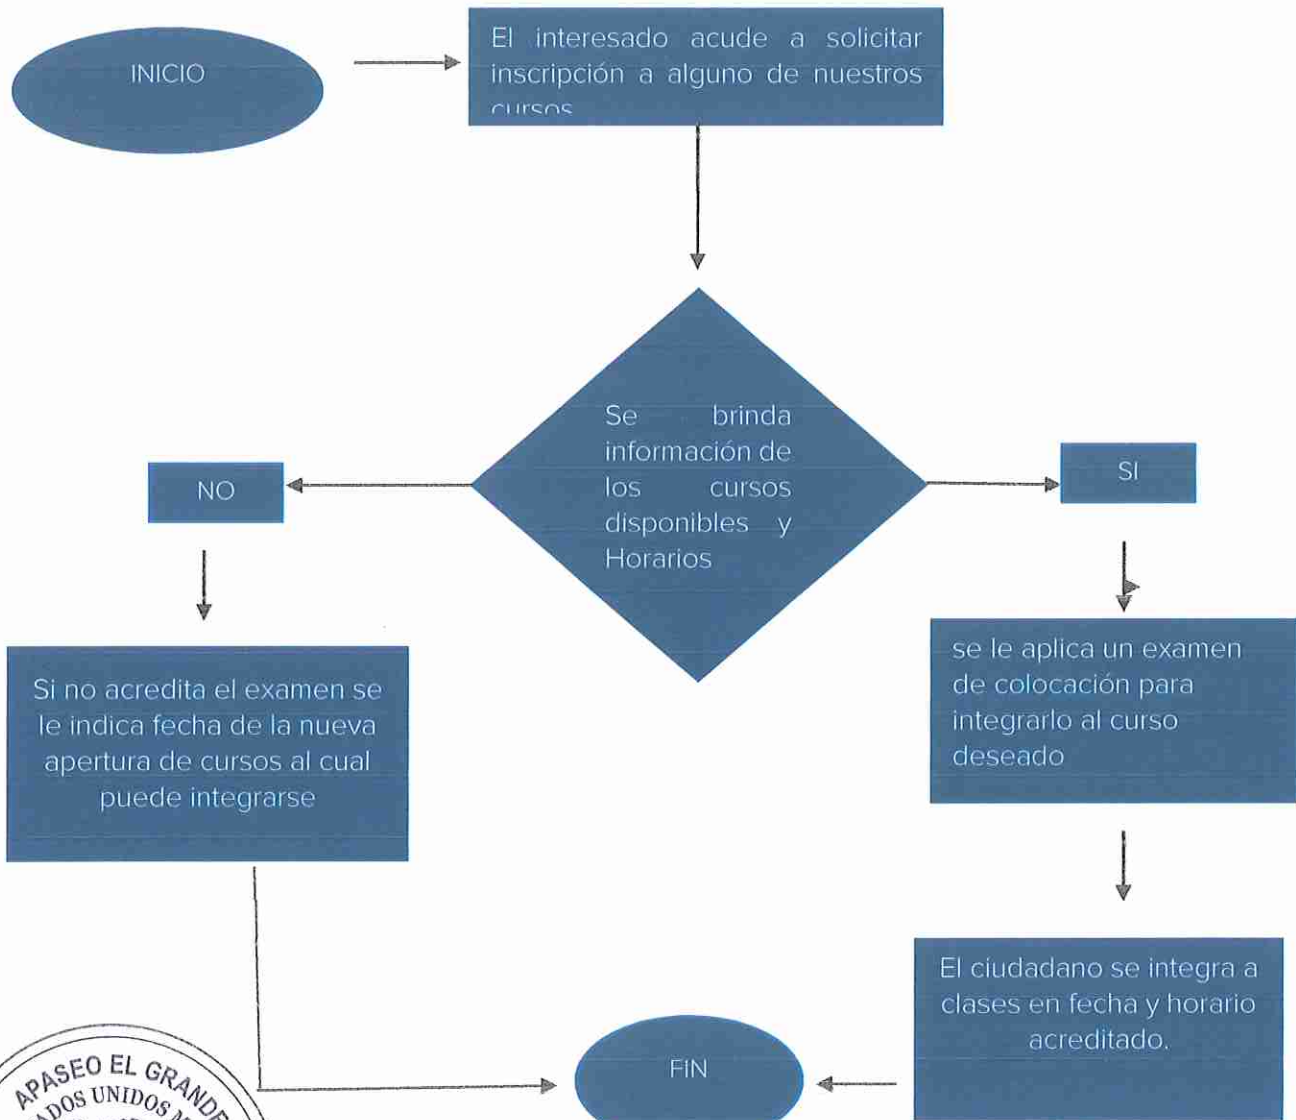 INICIO
El interesado acude a solicitar
inscripción a alguno de nuestros
cursos
Se brinda
información de
los cursos
disponibles y
Horarios
NO
SI
Si no acredita el examen se
le indica fecha de la nueva
apertura de cursos al cual
puede integrarse
se le aplica un examen
de colocación para
integrarlo al curso
deseado
El ciudadano se integra a
clases en fecha y horario
acreditado.
FIN
APASEO EL GRANDE
UNIDOS